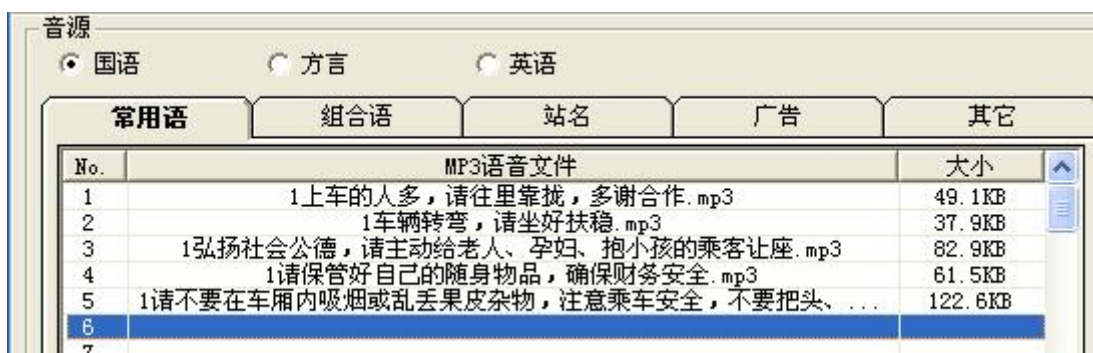 音源
国语 方言 英语
常用语 组合语 站名 广告 其它
No. MP3语音文件 大小
1 1上车的人多，请往里靠拢，多谢合作.mp3 49.1KB
2 1车辆转弯，请坐好扶稳.mp3 37.9KB
3 1弘扬社会公德，请主动给老人、孕妇、抱小孩的乘客让座.mp3 82.9KB
4 1请保管好自己的随身物品，确保财务安全.mp3 61.5KB
5 1请不要在车厢内吸烟或乱丢果皮杂物，注意乘车安全，不要把头、... 122.6KB
6
7